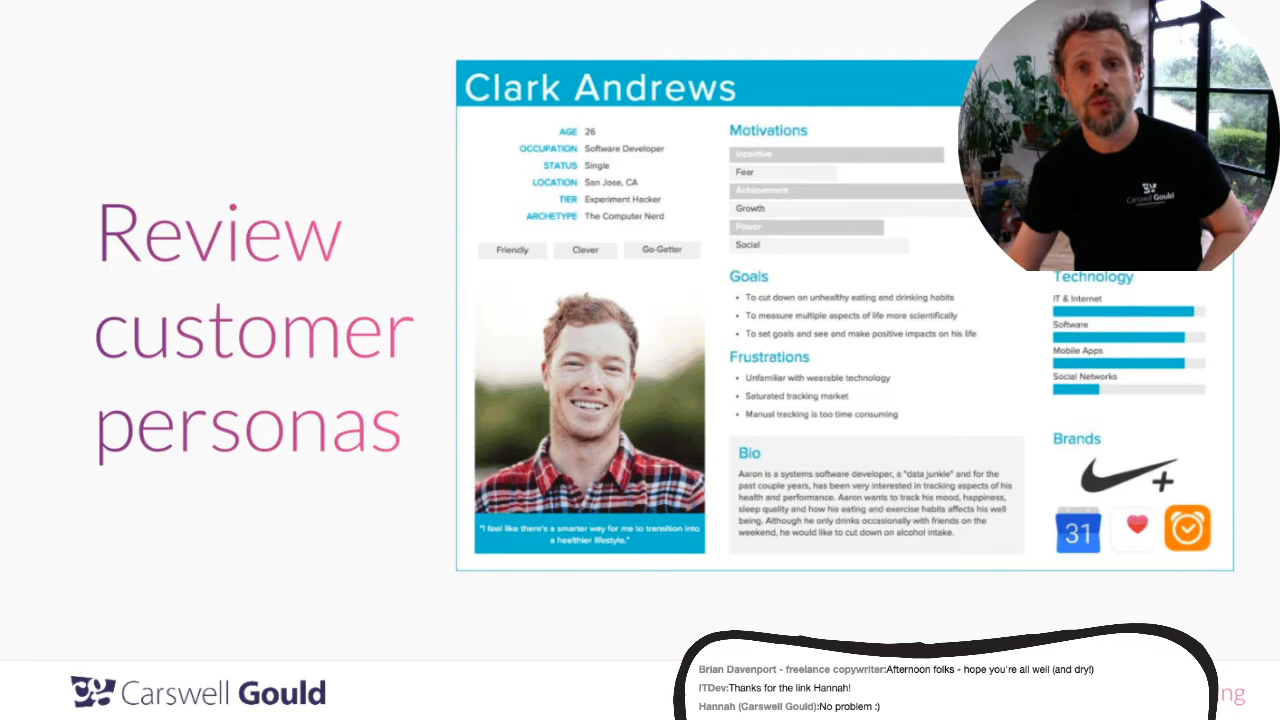 Review
customer
personas
Clark Andrews
AGE 26
OCCUPATION Software Developer
STATUS Single
LOCATION San Jose, CA
TIER Experiment Hacker
ARCHETYPE The Computer Nerd
Friendly Clever Go-Getter
"I feel like there's a smarter way for me to transition into
a healthier lifestyle."
Motivations
Incentive
Fear
Achievement
Growth
Power
Social
Goals
• To cut down on unhealthy eating and drinking habits
• To measure multiple aspects of life more scientifically
• To set goals and see and make positive impacts on his life
Frustrations
• Unfamiliar with wearable technology
• Saturated tracking market
• Manual tracking is too time consuming
Bio
Aaron is a systems software developer, a "data junkie" and for the
past couple years, has been very interested in tracking aspects of his
health and performance. Aaron wants to track his mood, happiness,
sleep quality and how his eating and exercise habits affects his well
being. Although he only drinks occasionally with friends on the
weekend, he would like to cut down on alcohol intake.
Carswell Gould
Technology
IT & Internet
Software
Mobile Apps
Social Networks
Brands
+
31
Carswell Gould
Brian Davenport - freelance copywriter:Afternoon folks - hope you're all well (and dry!)
ITDev:Thanks for the link Hannah!
Hannah (Carswell Gould):No problem :)
ng